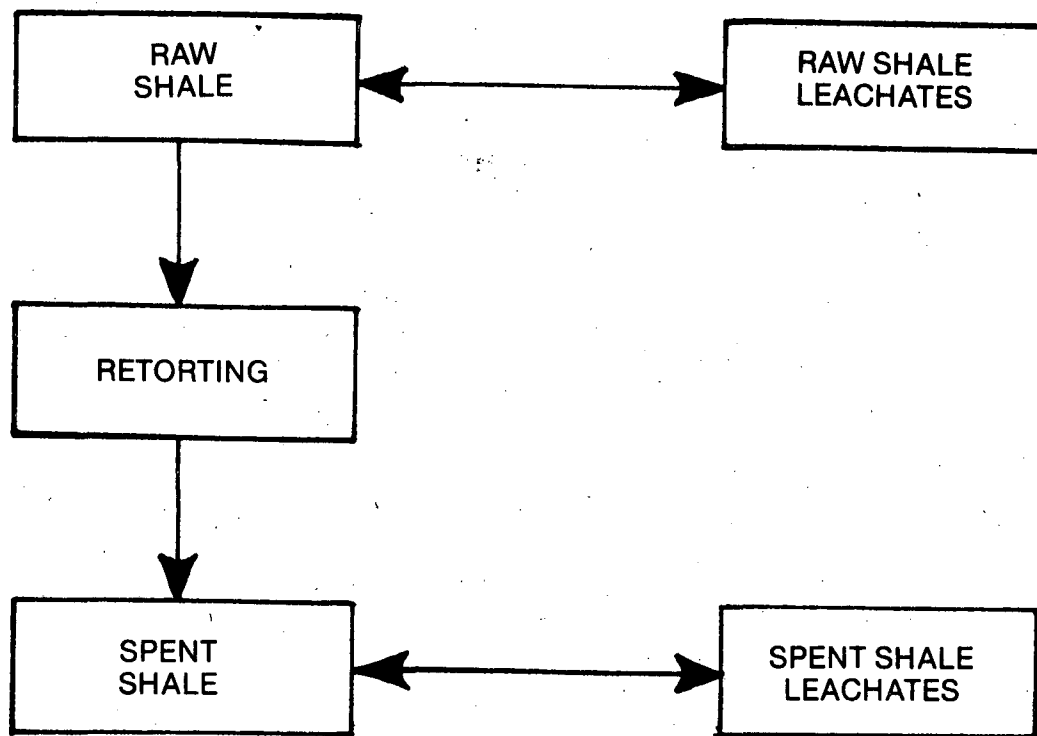 RAW
SHALE
RAW SHALE
LEACHATES
RETORTING
SPENT
SHALE
SPENT SHALE
LEACHATES